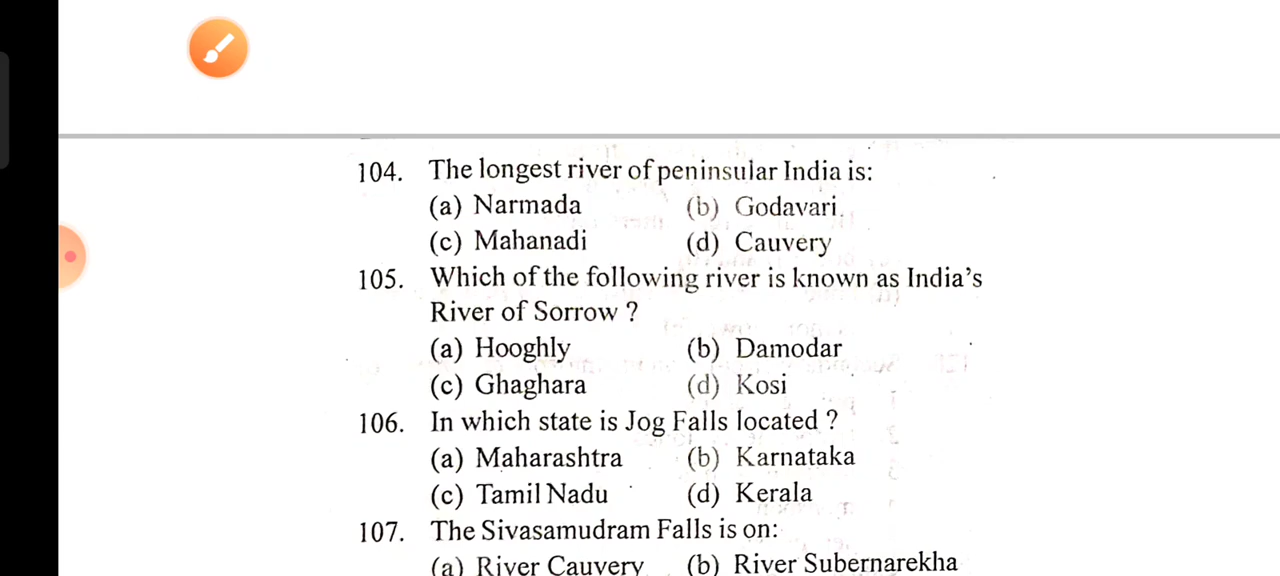 104. The longest river of peninsular India is:
(a) Narmada (b) Godavari
(c) Mahanadi (d) Cauvery
105. Which of the following river is known as India's
River of Sorrow ?
(a) Hooghly (b) Damodar
(c) Ghaghara (d) Kosi
106. In which state is Jog Falls located ?
(a) Maharashtra (b) Karnataka
(c) Tamil Nadu (d) Kerala
107. The Sivasamudram Falls is on:
(a) River Cauvery (b) River Subernarekha